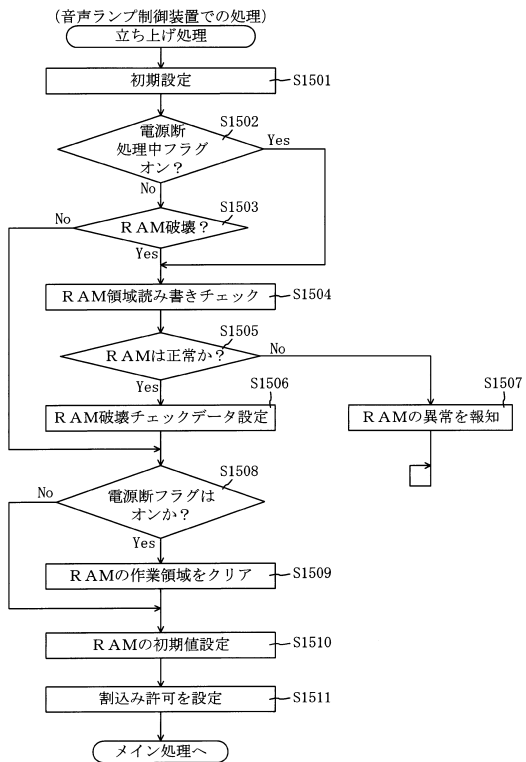 (音声ランプ制御装置での処理)
立ち上げ処理
初期設定
S1501
電源断
処理中フラグ
オン？
S1502
Yes
No
RAM破壊？
S1503
No
Yes
RAM領域読み書きチェック
S1504
RAMは正常か？
S1505
No
Yes
RAM破壊チェックデータ設定
S1506
RAMの異常を報知
S1507
電源断フラグは
オンか？
S1508
No
Yes
RAMの作業領域をクリア
S1509
RAMの初期値設定
S1510
割込み許可を設定
S1511
メイン処理へ